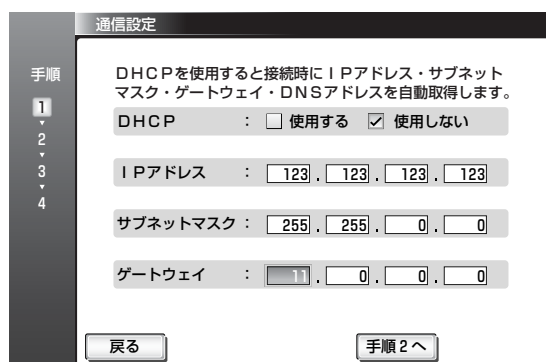 通信設定
手順
1
2
3
4
DHCPを使用すると接続時にIPアドレス・サブネット
マスク・ゲートウェイ・DNSアドレスを自動取得します。
DHCP : 使用する 使用しない
IPアドレス : 123 . 123 . 123 . 123
サブネットマスク : 255 . 255 . 0 . 0
ゲートウェイ : 11 . 0 . 0 . 0
戻る 手順2へ